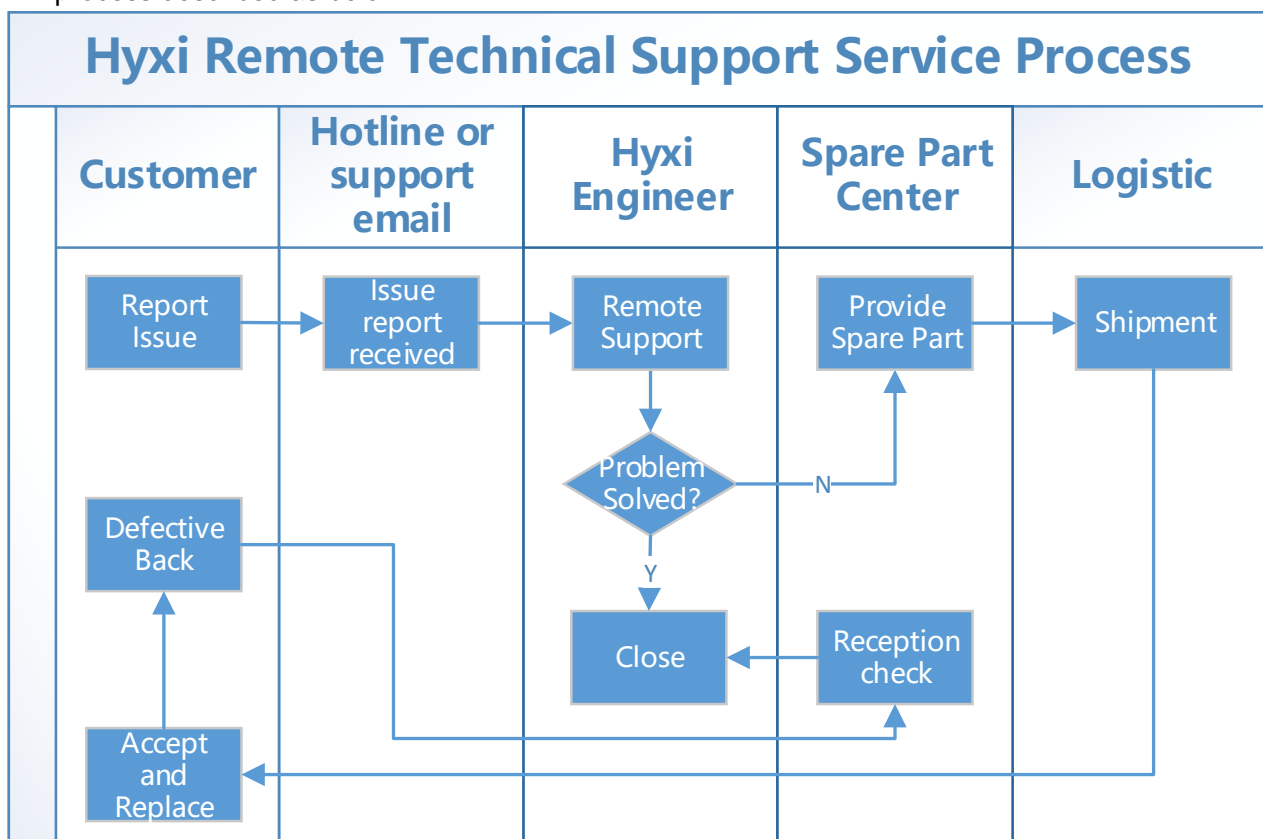 Hyxi Remote Technical Support Service Process
Customer
Hotline or
support
email
Hyxi
Engineer
Spare Part
Center
Logistic
Report
Issue
Issue
report
received
Remote
Support
Provide
Spare Part
Shipment
Problem
Solved?
N
Defective
Back
Y
Close
Reception
check
Accept
and
Replace